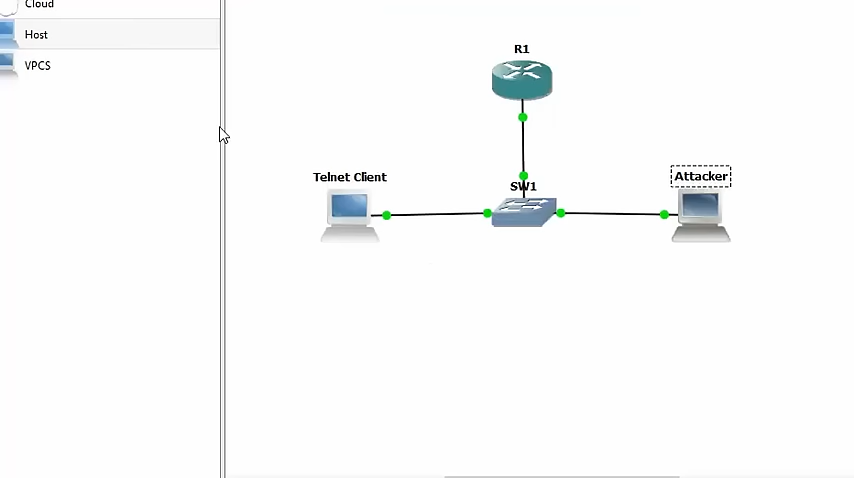 Cloud
Host
VPCS
R1
Telnet Client
SW1
Attacker